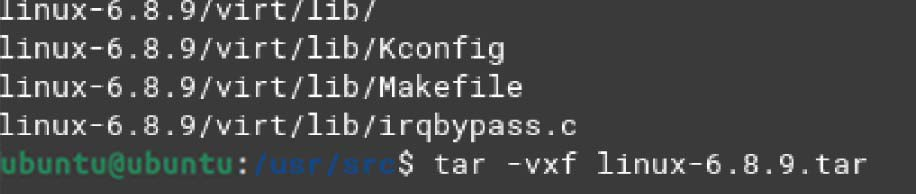 linux-6.8.9/virt/lib/
linux-6.8.9/virt/lib/Kconfig
linux-6.8.9/virt/lib/Makefile
linux-6.8.9/virt/lib/irqbypass.c
ubuntu@ubuntu:/usr/src$ tar -vxf linux-6.8.9.tar